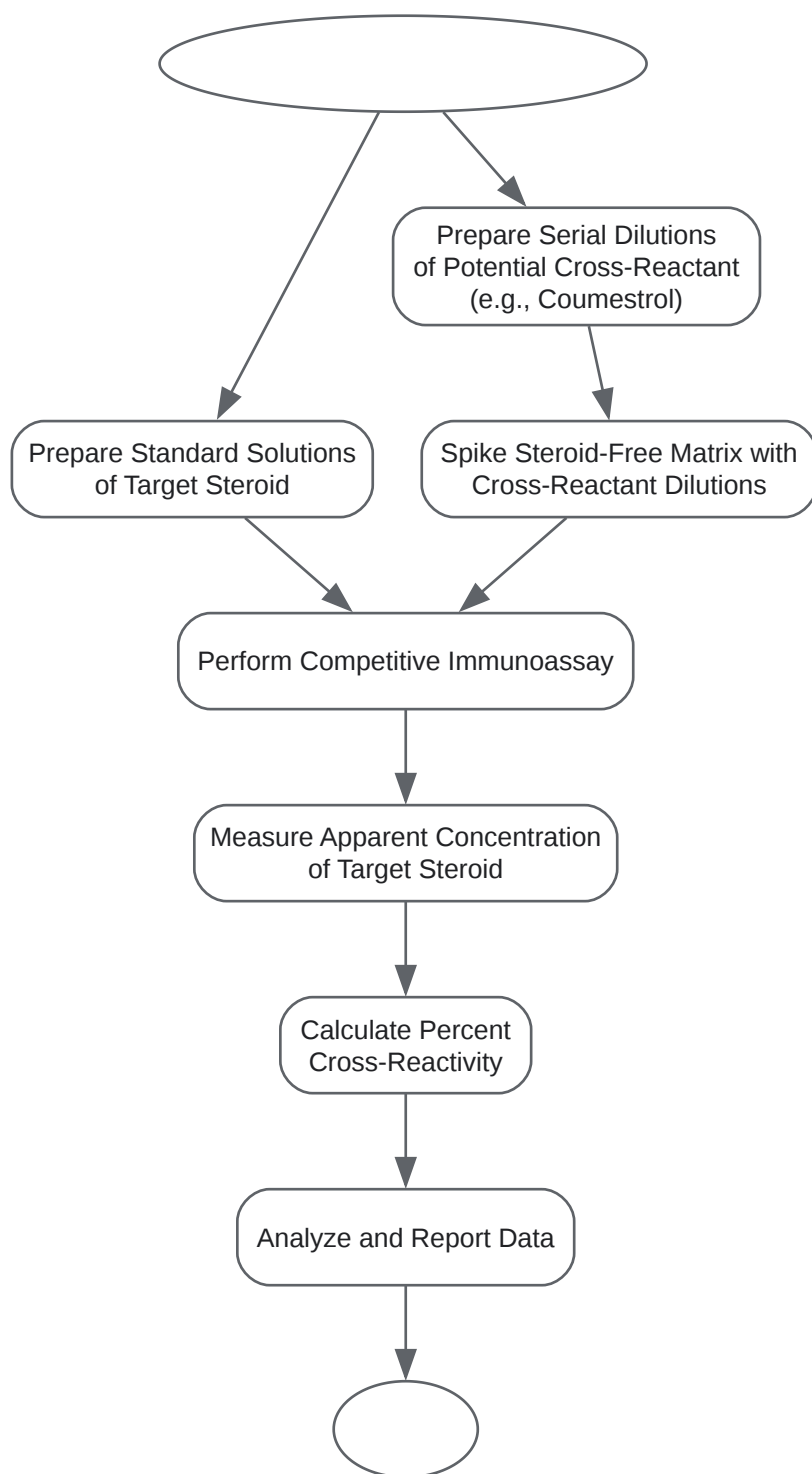 Prepare Serial Dilutions
of Potential Cross-Reactant
(e.g., Coumestrol)
Prepare Standard Solutions
of Target Steroid
Spike Steroid-Free Matrix with
Cross-Reactant Dilutions
Perform Competitive Immunoassay
Measure Apparent Concentration
of Target Steroid
Calculate Percent
Cross-Reactivity
Analyze and Report Data